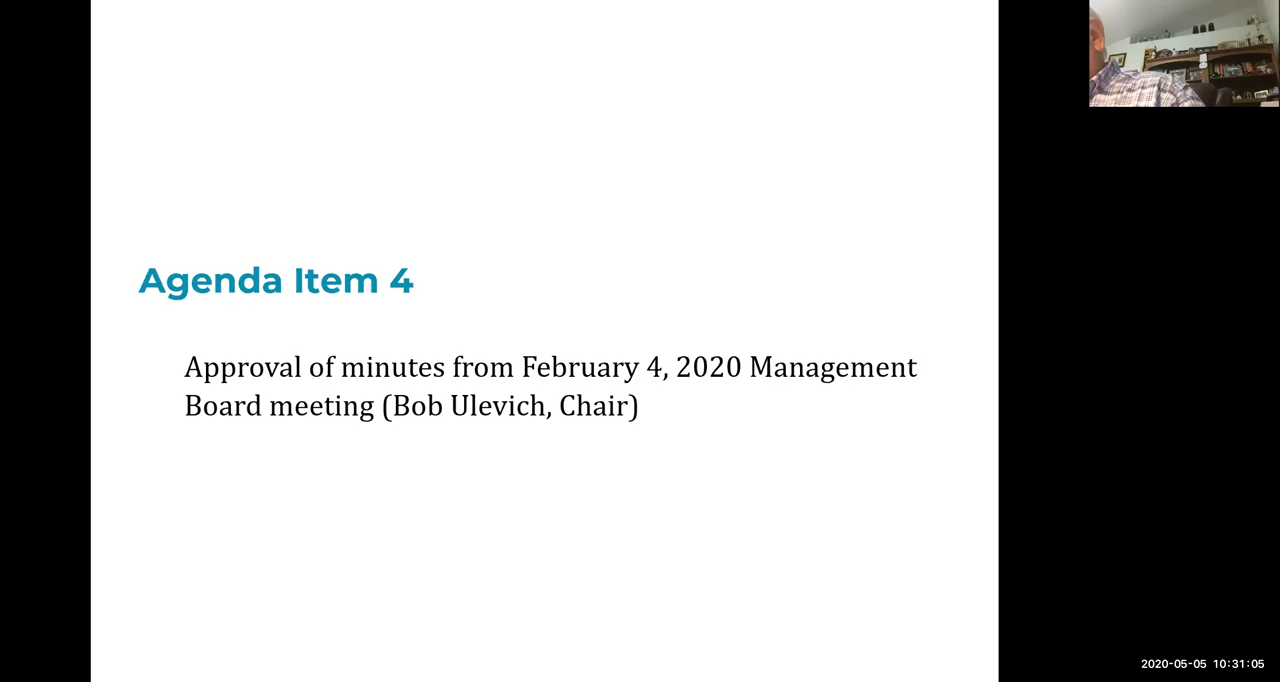 Agenda Item 4
Approval of minutes from February 4, 2020 Management
Board meeting (Bob Ulevich, Chair)
2020-05-05 10:31:05